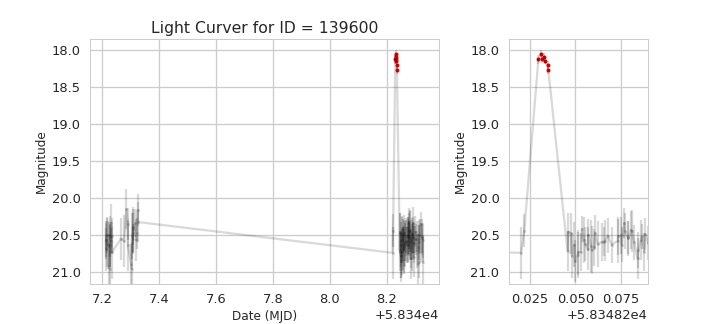 Light Curver for ID = 139600
Magnitude
18.0
18.5
19.0
19.5
20.0
20.5
21.0
7.2 7.4 7.6 7.8 8.0 8.2
Date (MJD)
+5.834e4
Magnitude
18.0
18.5
19.0
19.5
20.0
20.5
21.0
0.025 0.050 0.075
+5.83482e4